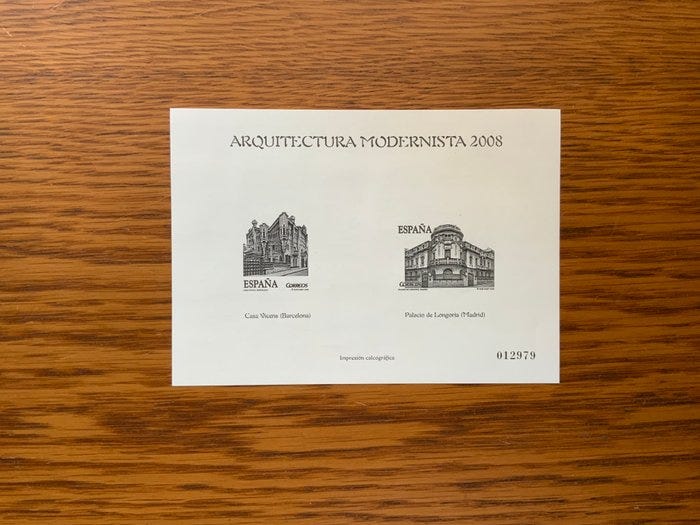 ARQUITECTURA MODERNISTA 2008
ESPAÑA
CORREOS
Casa Vicens (Barcelona)
ESPAÑA
CORREOS
Palacio de Longoria (Madrid)
Impresión calcográfica
012979